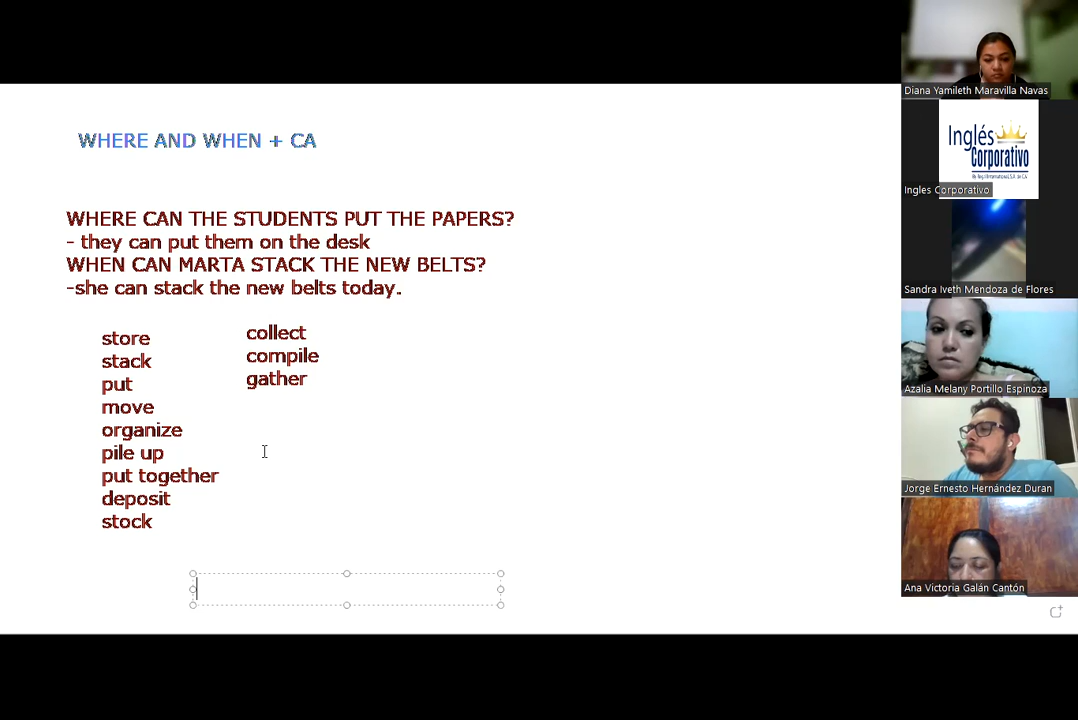 WHERE AND WHEN + CA
WHERE CAN THE STUDENTS PUT THE PAPERS?
- they can put them on the desk
WHEN CAN MARTA STACK THE NEW BELTS?
-she can stack the new belts today.
store
stack
put
move
organize
pile up
put together
deposit
stock
collect
compile
gather
Diana Yamileth Maravilla Navas
Inglés
Corporativo
Ingles Corporativo
Sandra Iveth Mendoza de Flores
Azalia Melany Portillo Espinoza
Jorge Ernesto Hernández Duran
Ana Victoria Galán Cantón